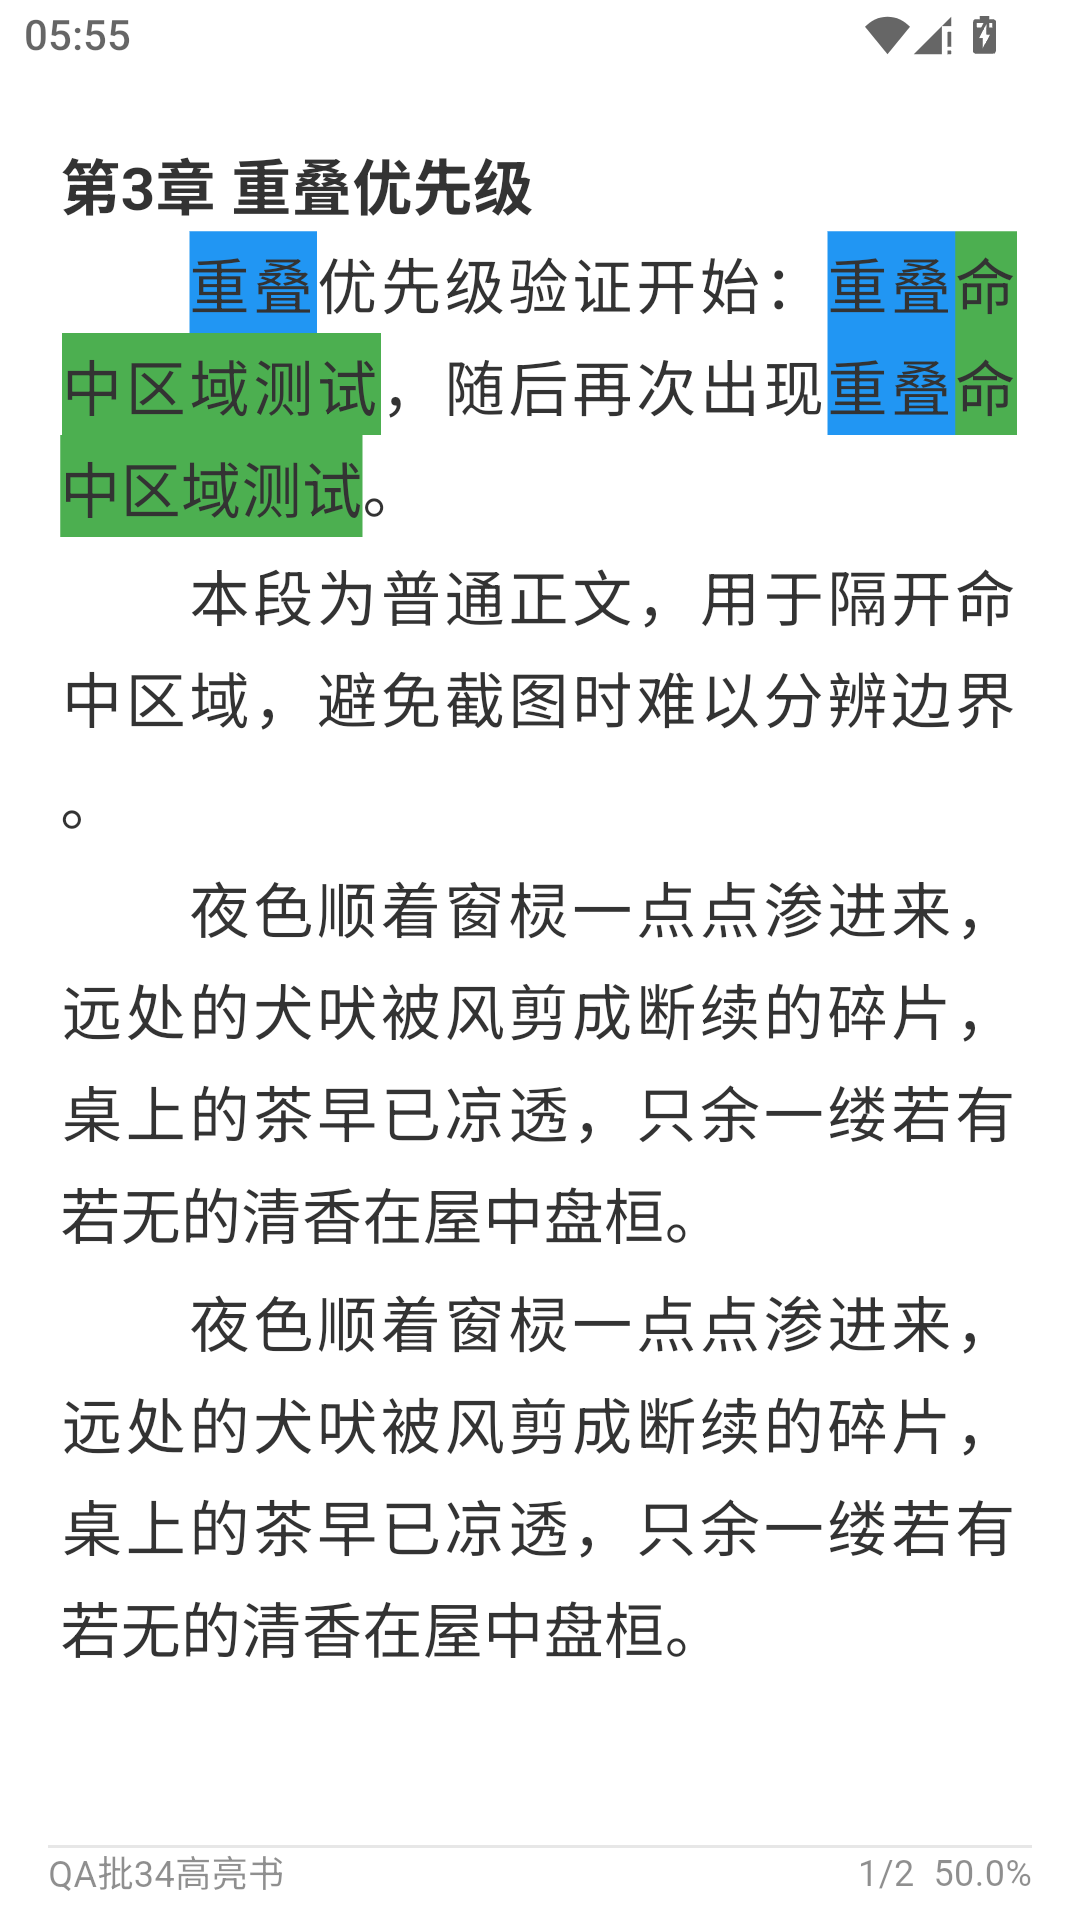 05:55
第3章 重叠优先级
重叠优先级验证开始：重叠命
中区域测试，随后再次出现重叠命
中区域测试。
本段为普通正文，用于隔开命
中区域，避免截图时难以分辨边界
。
夜色顺着窗棂一点点渗进来，
远处的犬吠被风剪成断续的碎片，
桌上的茶早已凉透，只余一缕若有
若无的清香在屋中盘桓。
夜色顺着窗棂一点点渗进来，
远处的犬吠被风剪成断续的碎片，
桌上的茶早已凉透，只余一缕若有
若无的清香在屋中盘桓。
QA批34高亮书 1/2 50.0%